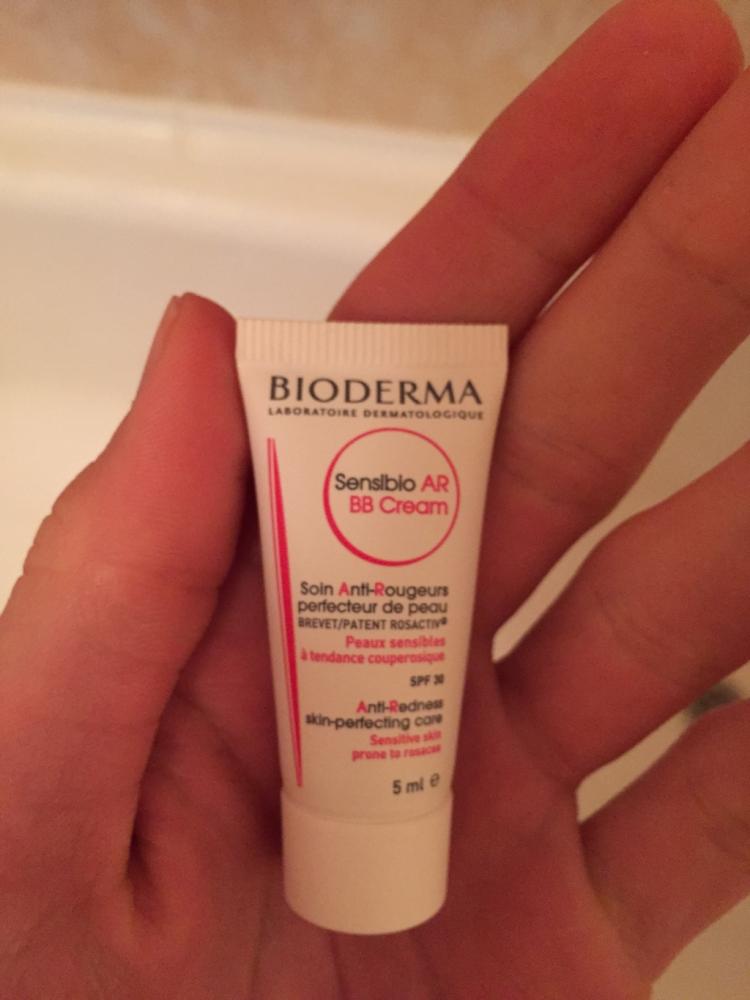 BIODERMA
LABORATOIRE DERMATOLOGIQUE
Sensibio AR
BB Cream
Soin Anti-Rougeurs
perfecteur de peau
BREVET/PATENT ROSACTIV®
Peaux sensibles
à tendance couperosique
SPF 30
Anti-Redness
skin-perfecting care
Sensitive skin
prone to rosacea
5 ml ℮